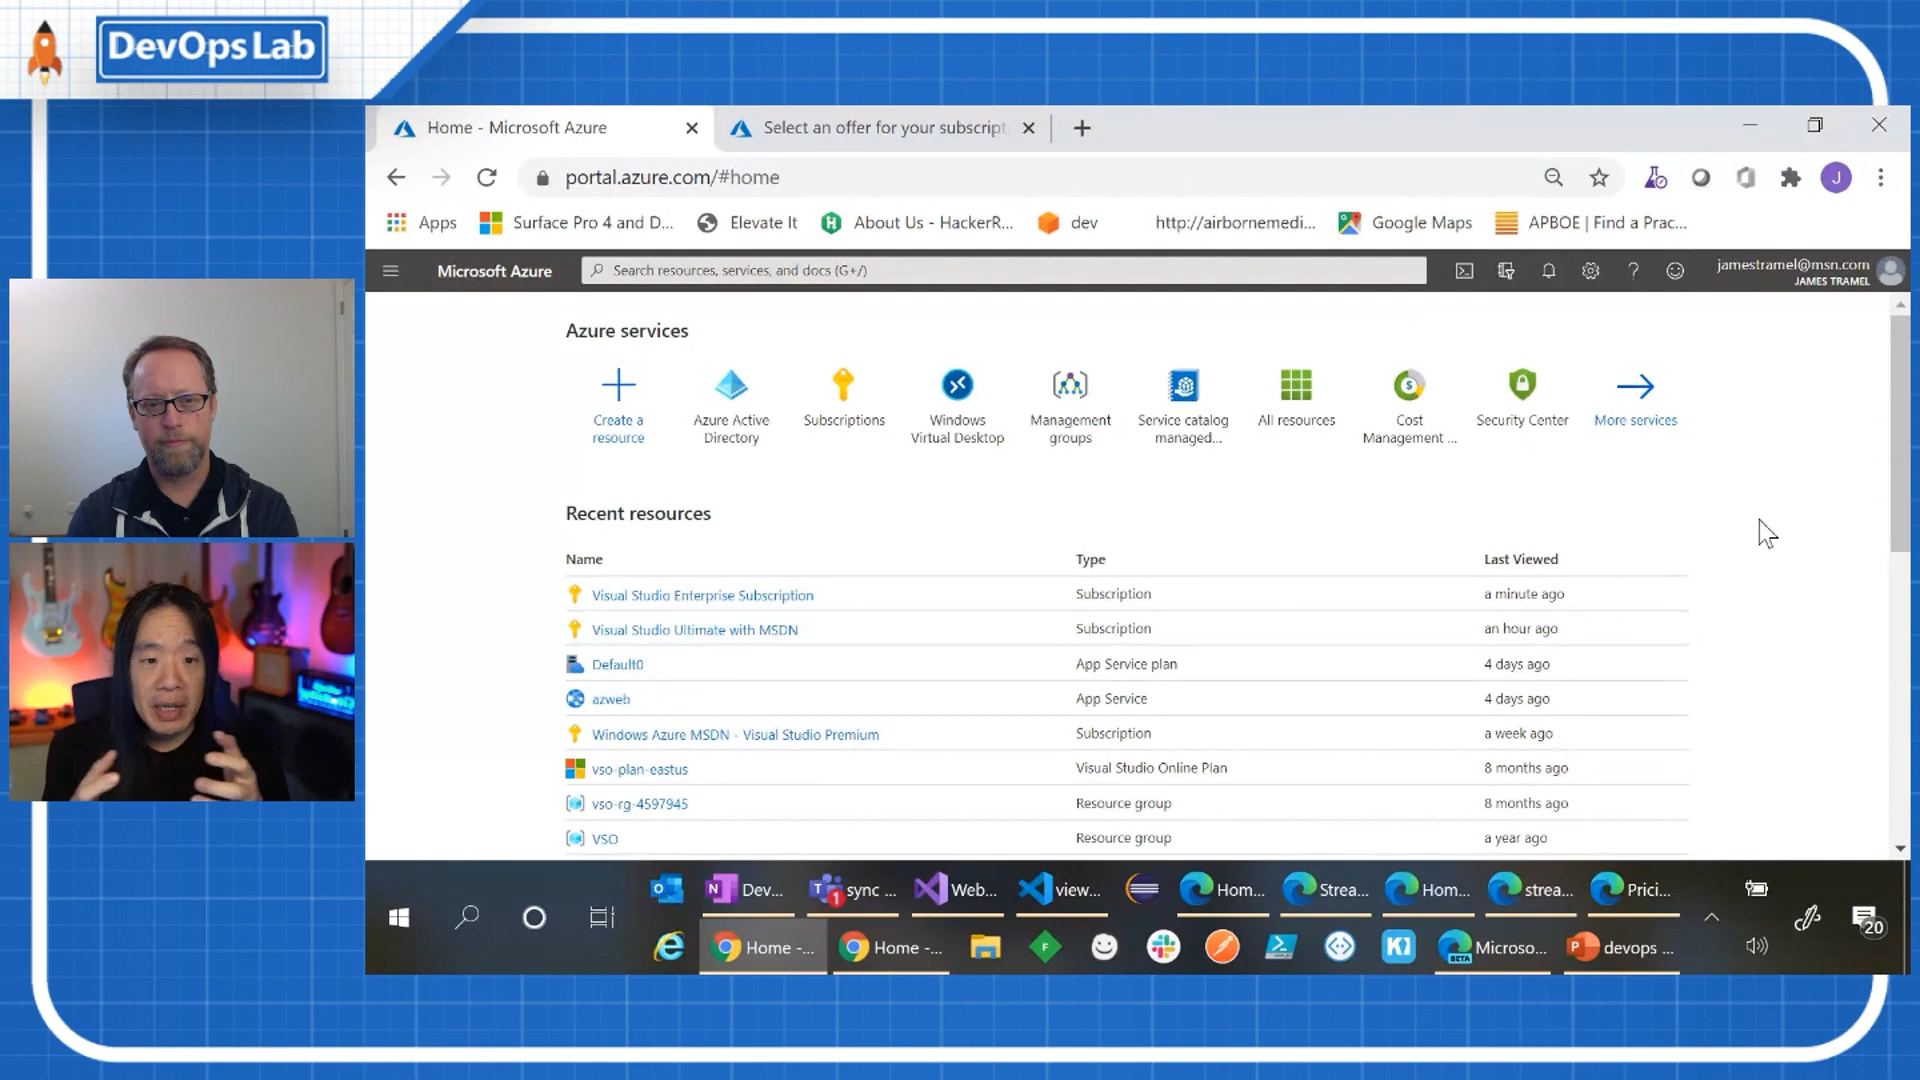 DevOps Lab
Home - Microsoft Azure
Select an offer for your subscript
portal.azure.com/#home
J
Apps
Surface Pro 4 and D...
Elevate It
About Us - HackerR...
dev
http://airbornemedi...
Google Maps
APBOE | Find a Prac...
Microsoft Azure
Search resources, services, and docs (G+/)
jamestramel@msn.com
JAMES TRAMEL
Azure services
Create a resource
Azure Active Directory
Subscriptions
Windows Virtual Desktop
Management groups
Service catalog managed...
All resources
Cost Management ...
Security Center
More services
Recent resources
Name Type Last Viewed
Visual Studio Enterprise Subscription Subscription a minute ago
Visual Studio Ultimate with MSDN Subscription an hour ago
Default0 App Service plan 4 days ago
azweb App Service 4 days ago
Windows Azure MSDN - Visual Studio Premium Subscription a week ago
vso-plan-eastus Visual Studio Online Plan 8 months ago
vso-rg-4597945 Resource group 8 months ago
VSO Resource group a year ago
Dev... sync ... 1 Web... view... Hom... Strea... Hom... strea... Prici...
Home -... Home -... F K1 BETA Microso... devops ... 20